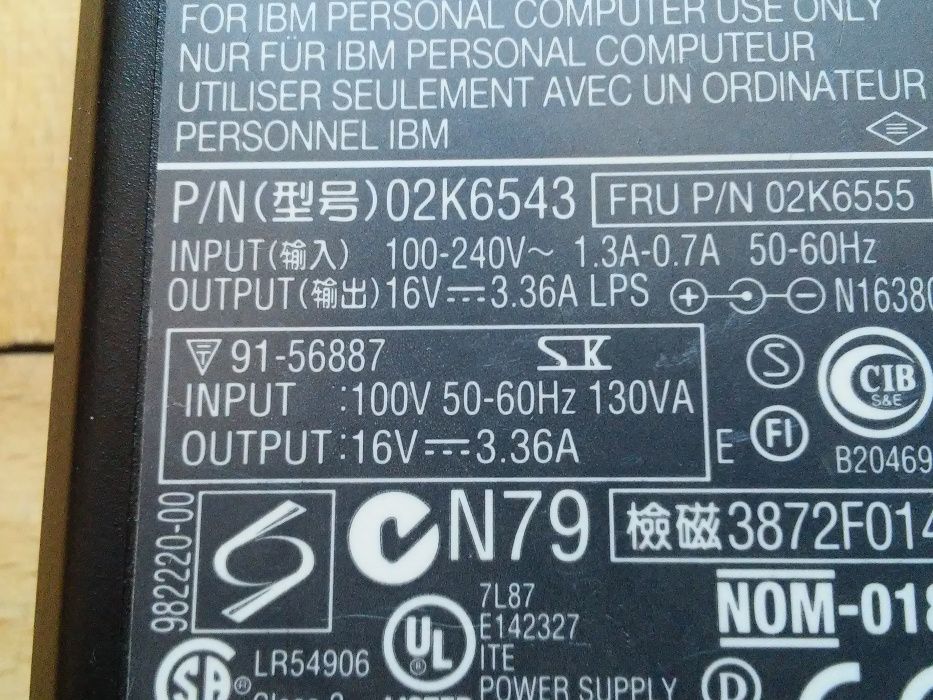 FOR IBM PERSONAL COMPUTER USE ONLY
NUR FÜR IBM PERSONAL COMPUTEUR
UTILISER SEULEMENT AVEC UN ORDINATEUR
PERSONNEL IBM
P/N(型号)02K6543 FRU P/N 02K6555
INPUT(输入) 100-240V~ 1.3A-0.7A 50-60Hz
OUTPUT(输出)16V⎓3.36A LPS N16380
T 91-56887 SK
INPUT :100V 50-60Hz 130VA
OUTPUT:16V⎓3.36A
S
CIB
S&E
E FI
B20469
982220-00
N79
檢磁3872F014
UL
7L87
E142327
ITE
POWER SUPPLY
LISTED
NOM-018
SA ® LR54906
D